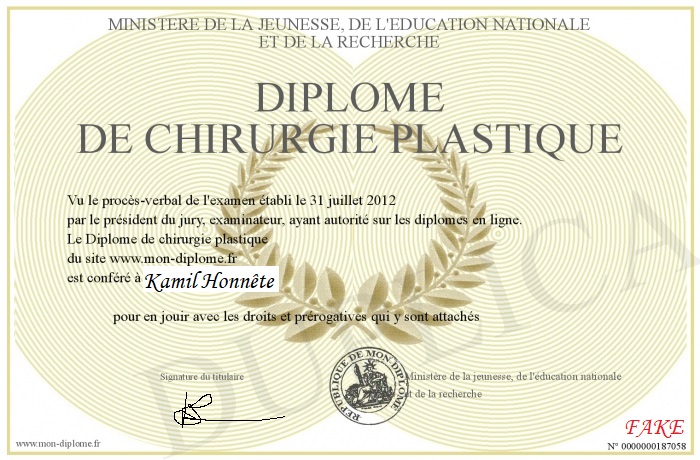 MINISTERE DE LA JEUNESSE, DE L'EDUCATION NATIONALE
ET DE LA RECHERCHE
DIPLOME
DE CHIRURGIE PLASTIQUE
Vu le procès-verbal de l'examen établi le 31 juillet 2012
par le président du jury, examinateur, ayant autorité sur les diplomes en ligne.
Le Diplome de chirurgie plastique
du site www.mon-diplome.fr
est conféré à Kamil Honnête
pour en jouir avec les droits et prérogatives qui y sont attachés
Signature du titulaire
REPUBLIQUE DE MON-DIPLOME
Ministère de la jeunesse, de l'éducation nationale
et de la recherche
DUPLICATA
www.mon-diplome.fr
FAKE
N° 0000000187058